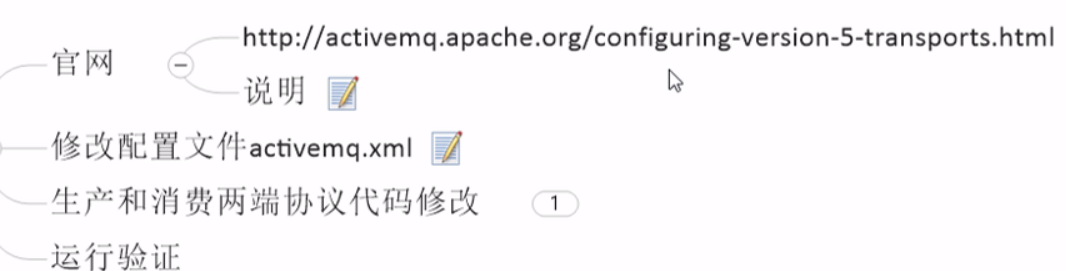 官网
http://activemq.apache.org/configuring-version-5-transports.html
说明
修改配置文件activemq.xml
生产和消费两端协议代码修改
1
运行验证